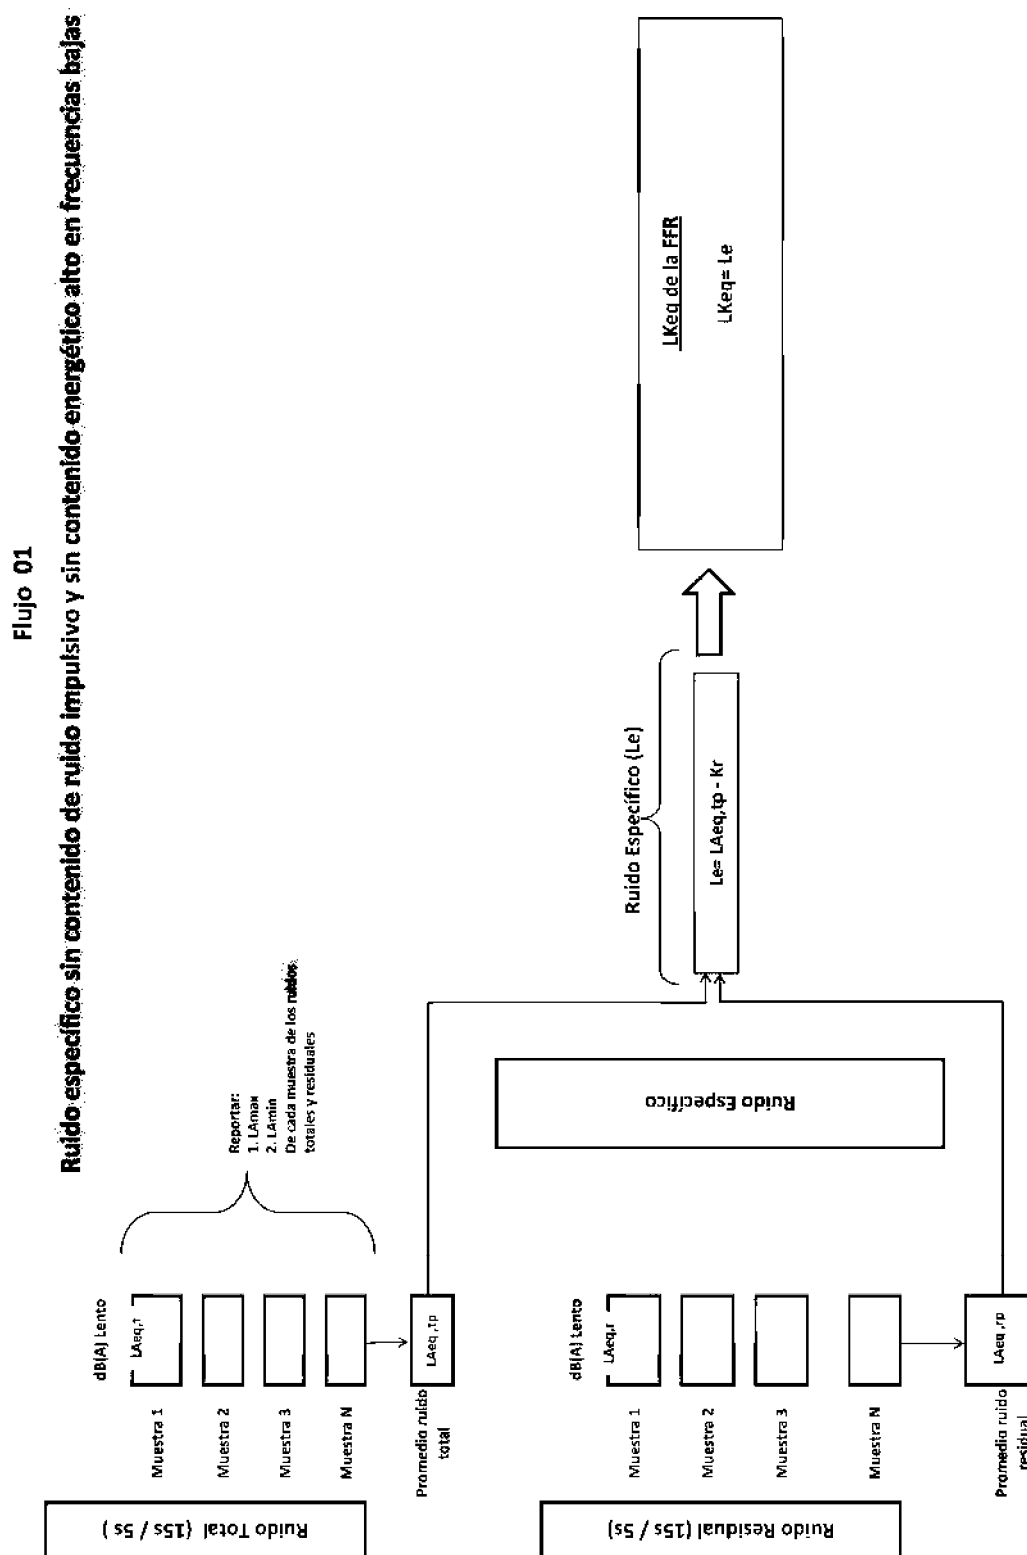 Flujo 01
Ruido específico sin contenido de ruido impulsivo y sin contenido energético alto en frecuencias bajas
Ruido Total (15s / 5s )
dB(A) Lento
Muestra 1
LAeq,t
Muestra 2
Muestra 3
Muestra N
Promedio ruido
total
LAeq ,tp
Reportar:
1. LAmax
2. LAmin
De cada muestra de los ruidos
totales y residuales
Ruido Residual (15s / 5s)
dB(A) Lento
Muestra 1
LAeq,r
Muestra 2
Muestra 3
Muestra N
Promedio ruido
residual
LAeq ,rp
Ruido Específico
Ruido Específico (Le)
Le= LAeq,tp - Kr
LKeq de la FFR
LKeq= Le